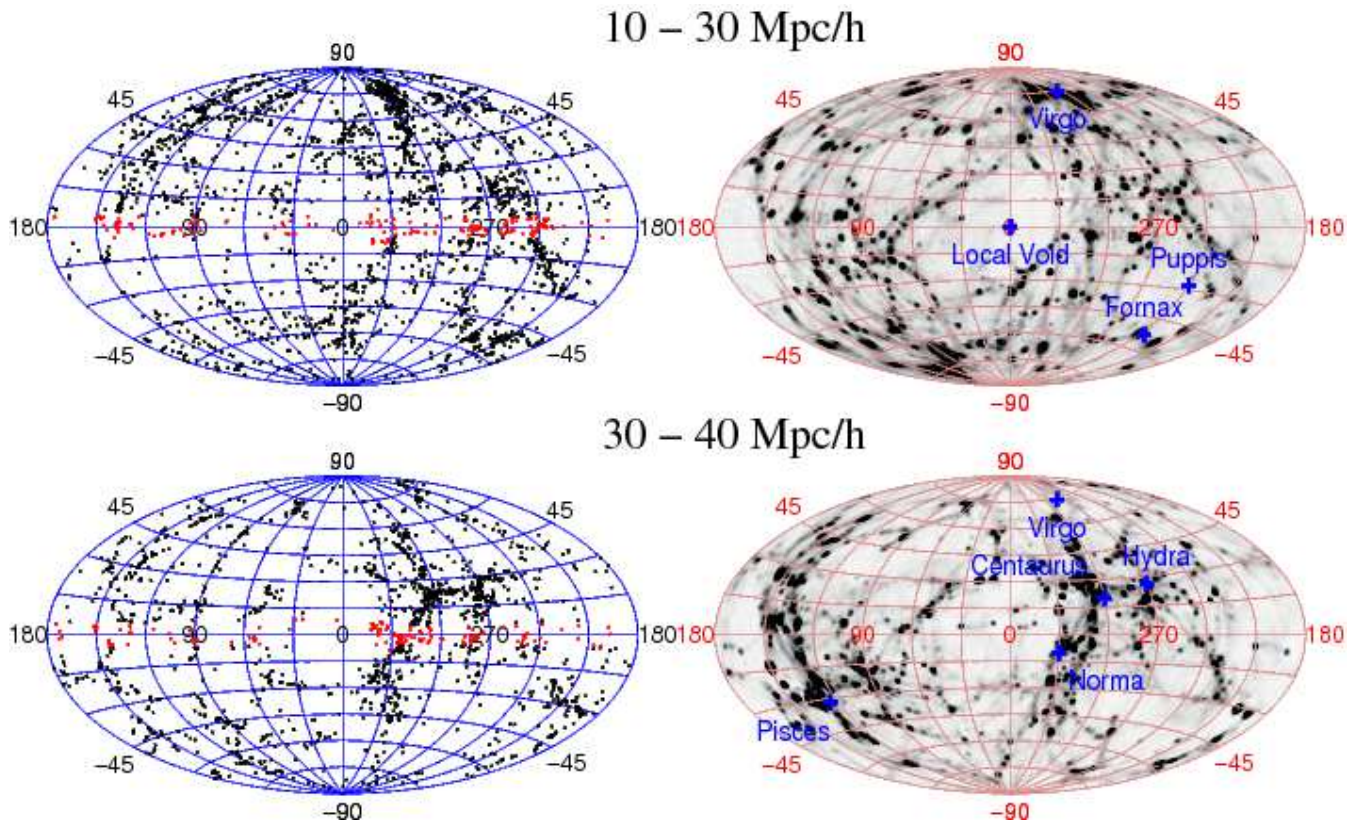 10 – 30 Mpc/h
90 90
45 45 45 45
Virgo
180 90 0 270 180 180 90 270 180
Local Void Puppis
Fornax
−45 −45 −45 −45
−90 −90
30 – 40 Mpc/h
90 90
45 45 45 45
Virgo
Centaurus Hydra
180 90 0 270 180 180 90 0 270 180
Norma
Pisces
−45 −45 −45 −45
−90 −90